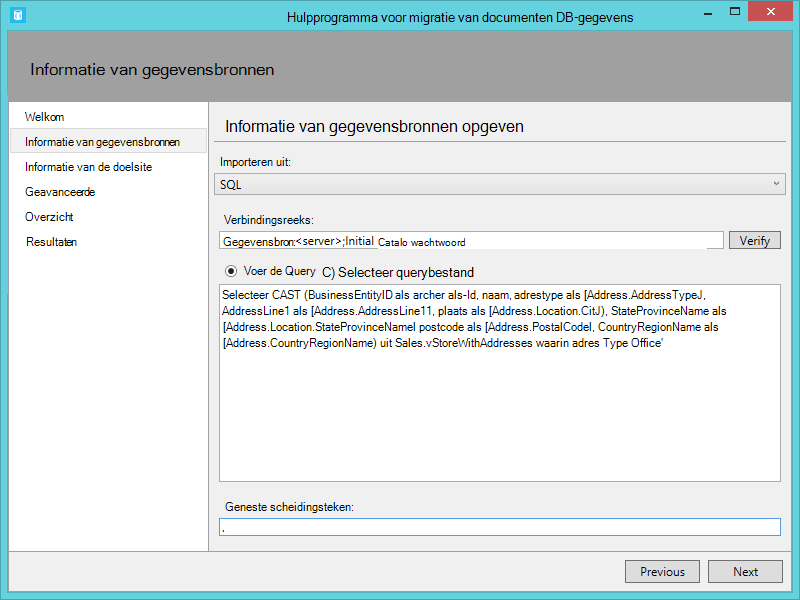 Hulpprogramma voor migratie van documenten DB-gegevens
Informatie van gegevensbronnen
Welkom
Informatie van gegevensbronnen
Informatie van de doelsite
Geavanceerde
Overzicht
Resultaten
Informatie van gegevensbronnen opgeven
Importeren uit:
SQL
Verbindingsreeks:
Gegevensbron:<server>;Initial Catalo wachtwoord
Verify
Voer de Query C) Selecteer querybestand
Selecteer CAST (BusinessEntityID als archer als-Id, naam, adrestype als [Address.AddressTypeJ,
AddressLine1 als [Address.AddressLine11, plaats als [Address.Location.CitJ), StateProvinceName als
[Address.Location.StateProvinceNamel postcode als [Address.PostalCodel, CountryRegionName als
[Address.CountryRegionName) uit Sales.vStoreWithAddresses waarin adres Type Office'
Geneste scheidingsteken:
.
Previous
Next